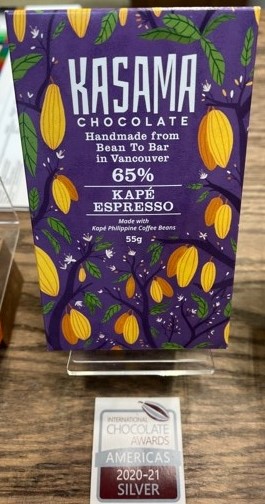 KASAMA
CHOCOLATE
Handmade from
Bean To Bar
in Vancouver
65%
KAPÉ
ESPRESSO
Made with
Kapé Philippine Coffee Beans
55g
INTERNATIONAL
CHOCOLATE
AWARDS
AMERICAS
2020-21
SILVER